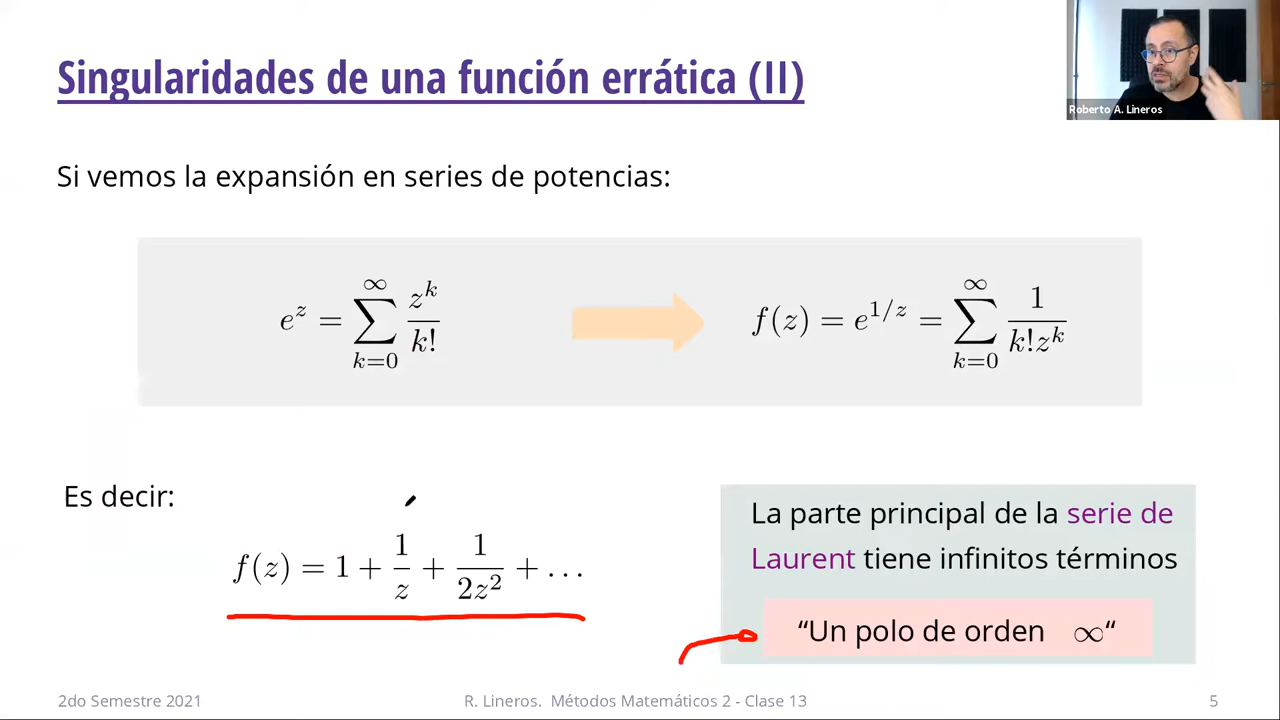 Singularidades de una función errática (II)
Roberto A. Lineros
Si vemos la expansión en series de potencias:
e^z = \sum_{k=0}^{\infty} \frac{z^k}{k!}
f(z) = e^{1/z} = \sum_{k=0}^{\infty} \frac{1}{k! z^k}
Es decir:
f(z) = 1 + \frac{1}{z} + \frac{1}{2z^2} + \dots
La parte principal de la serie de
Laurent tiene infinitos términos
“Un polo de orden ∞“
2do Semestre 2021
R. Lineros. Métodos Matemáticos 2 - Clase 13
5